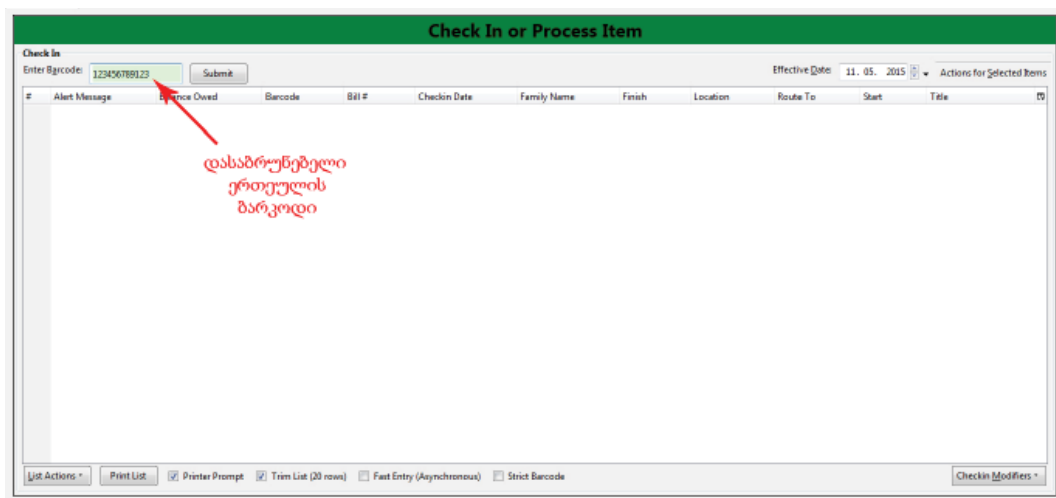 Check In or Process Item
Check In
Enter Barcode: 123456789123 Submit Effective Date: 11. 05. 2015 Actions for Selected Items
# Alert Message Balance Owed Barcode Bill # Checkin Date Family Name Finish Location Route To Start Title
დასაბრუნებელი
ერთეულის
ბარკოდი
List Actions Print List Printer Prompt Trim List (20 rows) Fast Entry (Asynchronous) Strict Barcode Checkin Modifiers